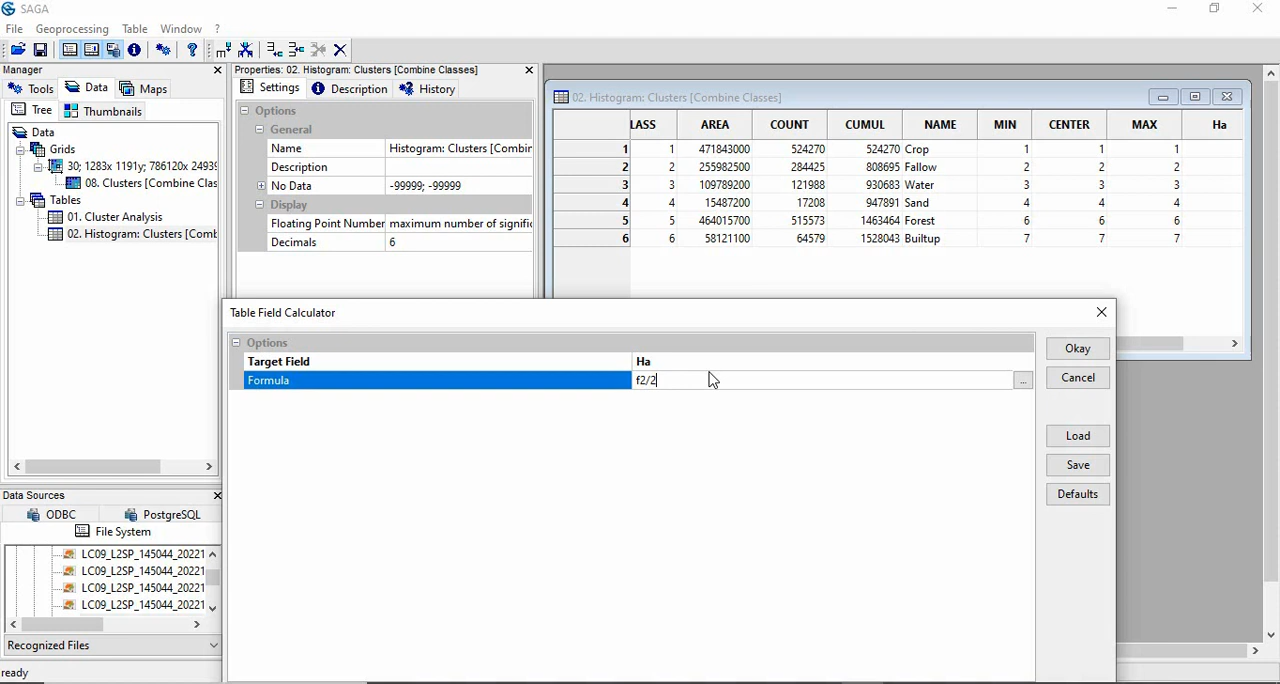 SAGA
File Geoprocessing Table Window ?
Manager
Tools Data Maps
Tree Thumbnails
Data
Grids
30; 1283x 1191y; 786120x 24939
08. Clusters [Combine Clas
Tables
01. Cluster Analysis
02. Histogram: Clusters [Comb
Properties: 02. Histogram: Clusters [Combine Classes]
Settings Description History
Options
General
Name Histogram: Clusters [Combin
Description
No Data -99999; -99999
Display
Floating Point Number maximum number of signific
Decimals 6
02. Histogram: Clusters [Combine Classes]
LASS AREA COUNT CUMUL NAME MIN CENTER MAX Ha
1 1 471843000 524270 524270 Crop 1 1 1
2 2 255982500 284425 808695 Fallow 2 2 2
3 3 109789200 121988 930683 Water 3 3 3
4 4 15487200 17208 947891 Sand 4 4 4
5 5 464015700 515573 1463464 Forest 6 6 6
6 6 58121100 64579 1528043 Builtup 7 7 7
Table Field Calculator
Options
Target Field Ha
Formula f2/2 ...
Okay
Cancel
Load
Save
Defaults
Data Sources
ODBC PostgreSQL
File System
LC09_L2SP_145044_20221
LC09_L2SP_145044_20221
LC09_L2SP_145044_20221
LC09_L2SP_145044_20221
Recognized Files
ready